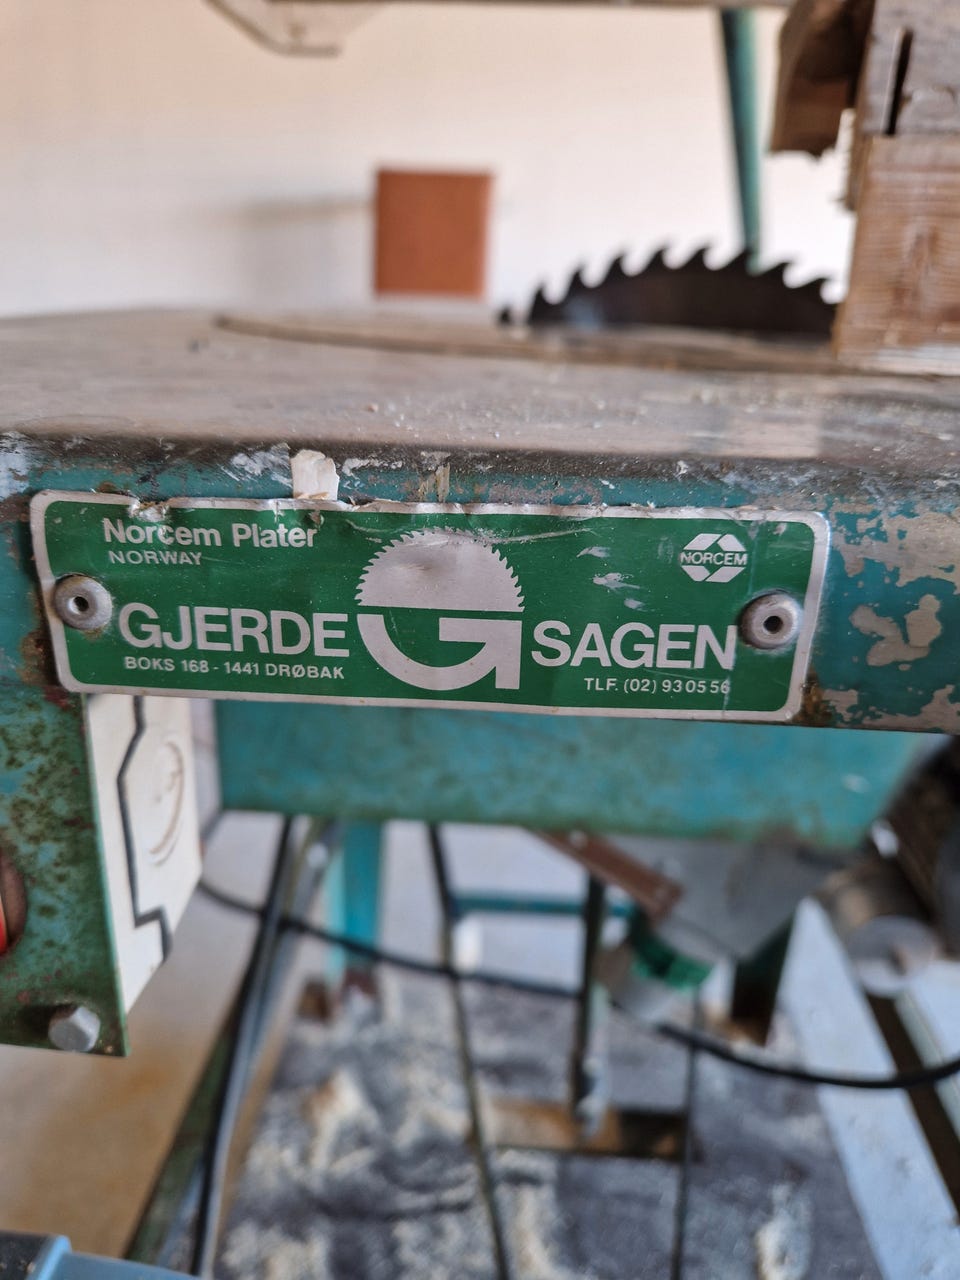 Norcem Plater
NORWAY
NORCEM
GJERDE G SAGEN
BOKS 168 - 1441 DRØBAK
TLF. (02) 93 05 56